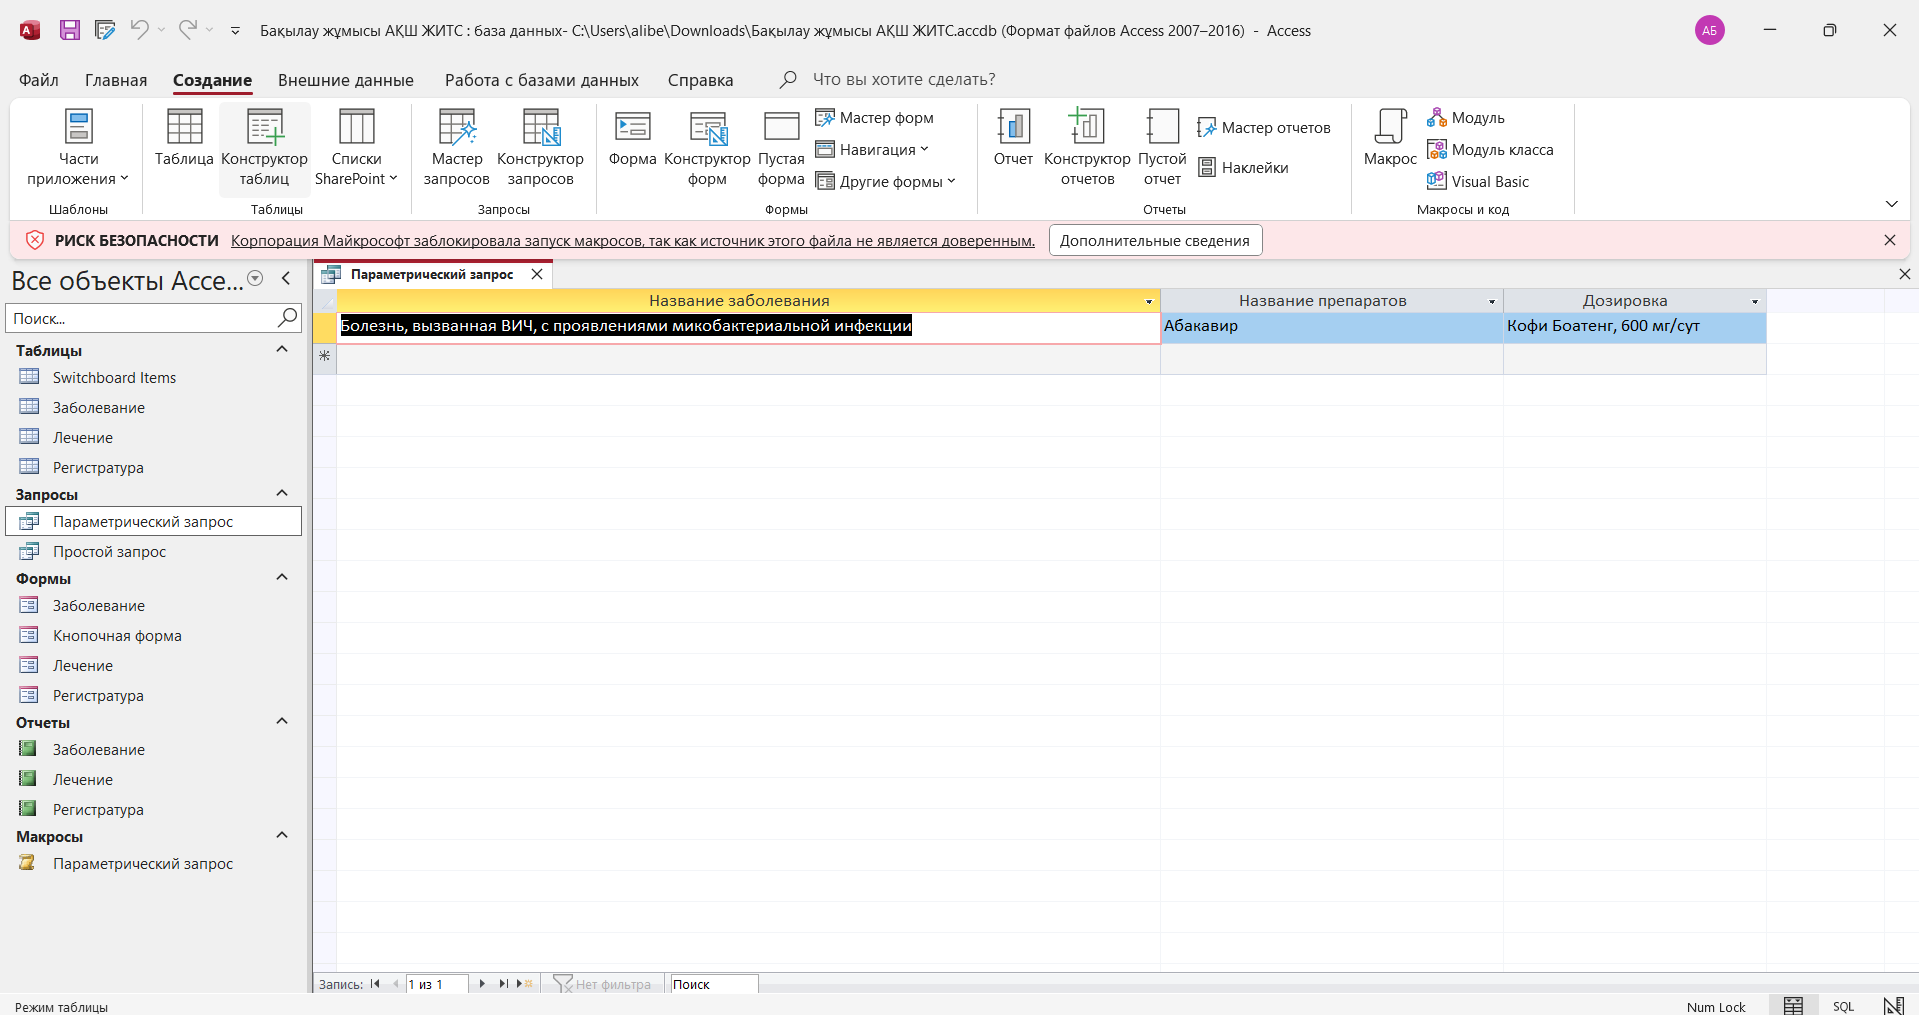 Бақылау жұмысы АҚШ ЖИТС : база данных- C:\Users\alibe\Downloads\Бақылау жұмысы АҚШ ЖИТС.accdb (Формат файлов Access 2007–2016) - Access
АБ
Файл Главная Создание Внешние данные Работа с базами данных Справка Что вы хотите сделать?
Части приложения
Шаблоны
Таблица
Конструктор таблиц
Списки SharePoint
Таблицы
Мастер запросов
Конструктор запросов
Запросы
Форма
Конструктор форм
Пустая форма
Мастер форм
Навигация
Другие формы
Формы
Отчет
Конструктор отчетов
Пустой отчет
Мастер отчетов
Наклейки
Отчеты
Макрос
Модуль
Модуль класса
Visual Basic
Макросы и код
РИСК БЕЗОПАСНОСТИ Корпорация Майкрософт заблокировала запуск макросов, так как источник этого файла не является доверенным. Дополнительные сведения
Все объекты Acce...
Поиск...
Таблицы
Switchboard Items
Заболевание
Лечение
Регистратура
Запросы
Параметрический запрос
Простой запрос
Формы
Заболевание
Кнопочная форма
Лечение
Регистратура
Отчеты
Заболевание
Лечение
Регистратура
Макросы
Параметрический запрос
Параметрический запрос
Название заболевания Название препаратов Дозировка
Болезнь, вызванная ВИЧ, с проявлениями микобактериальной инфекции Абакавир Кофи Боатенг, 600 мг/сут
Запись: 1 из 1 Нет фильтра Поиск
Режим таблицы Num Lock SQL